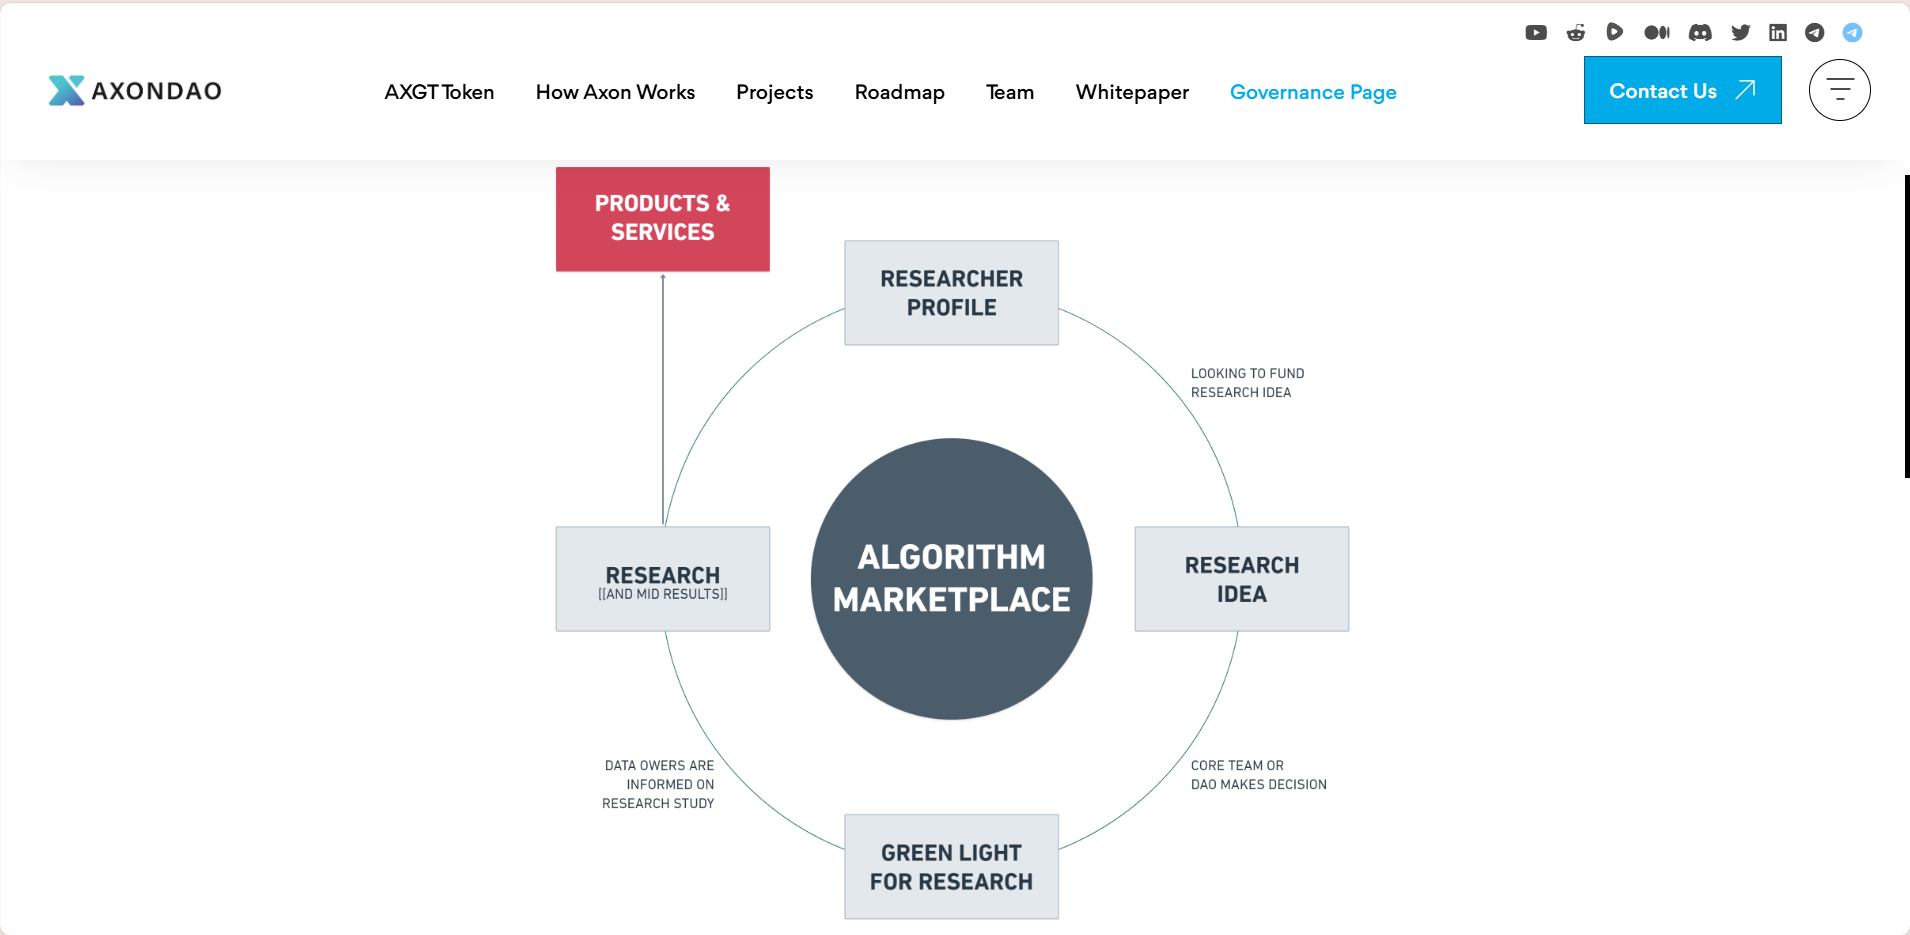 AXONDAO
AXGT Token
How Axon Works
Projects
Roadmap
Team
Whitepaper
Governance Page
Contact Us
PRODUCTS &
SERVICES
RESEARCHER
PROFILE
LOOKING TO FUND
RESEARCH IDEA
ALGORITHM
MARKETPLACE
RESEARCH
[[AND MID RESULTS]]
RESEARCH
IDEA
DATA OWERS ARE
INFORMED ON
RESEARCH STUDY
CORE TEAM OR
DAO MAKES DECISION
GREEN LIGHT
FOR RESEARCH